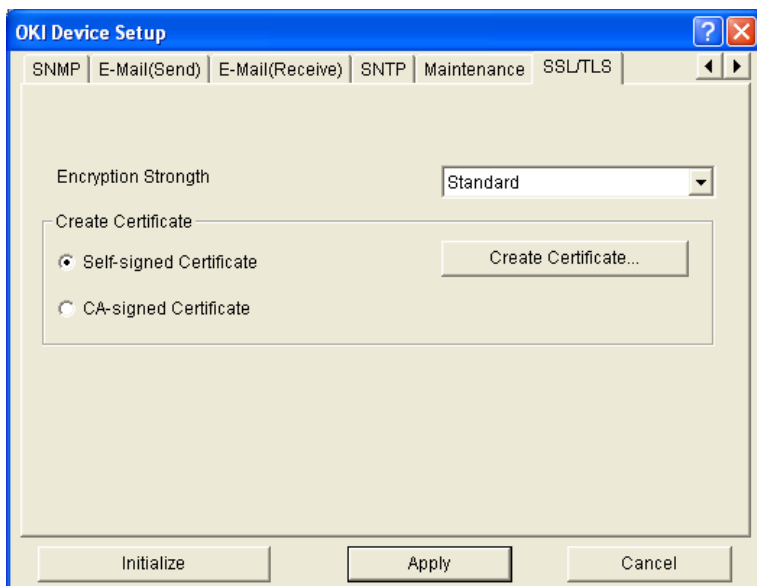 OKI Device Setup
SNMP E-Mail(Send) E-Mail(Receive) SNTP Maintenance SSL/TLS
Encryption Strength Standard
Create Certificate
Self-signed Certificate Create Certificate...
CA-signed Certificate
Initialize Apply Cancel